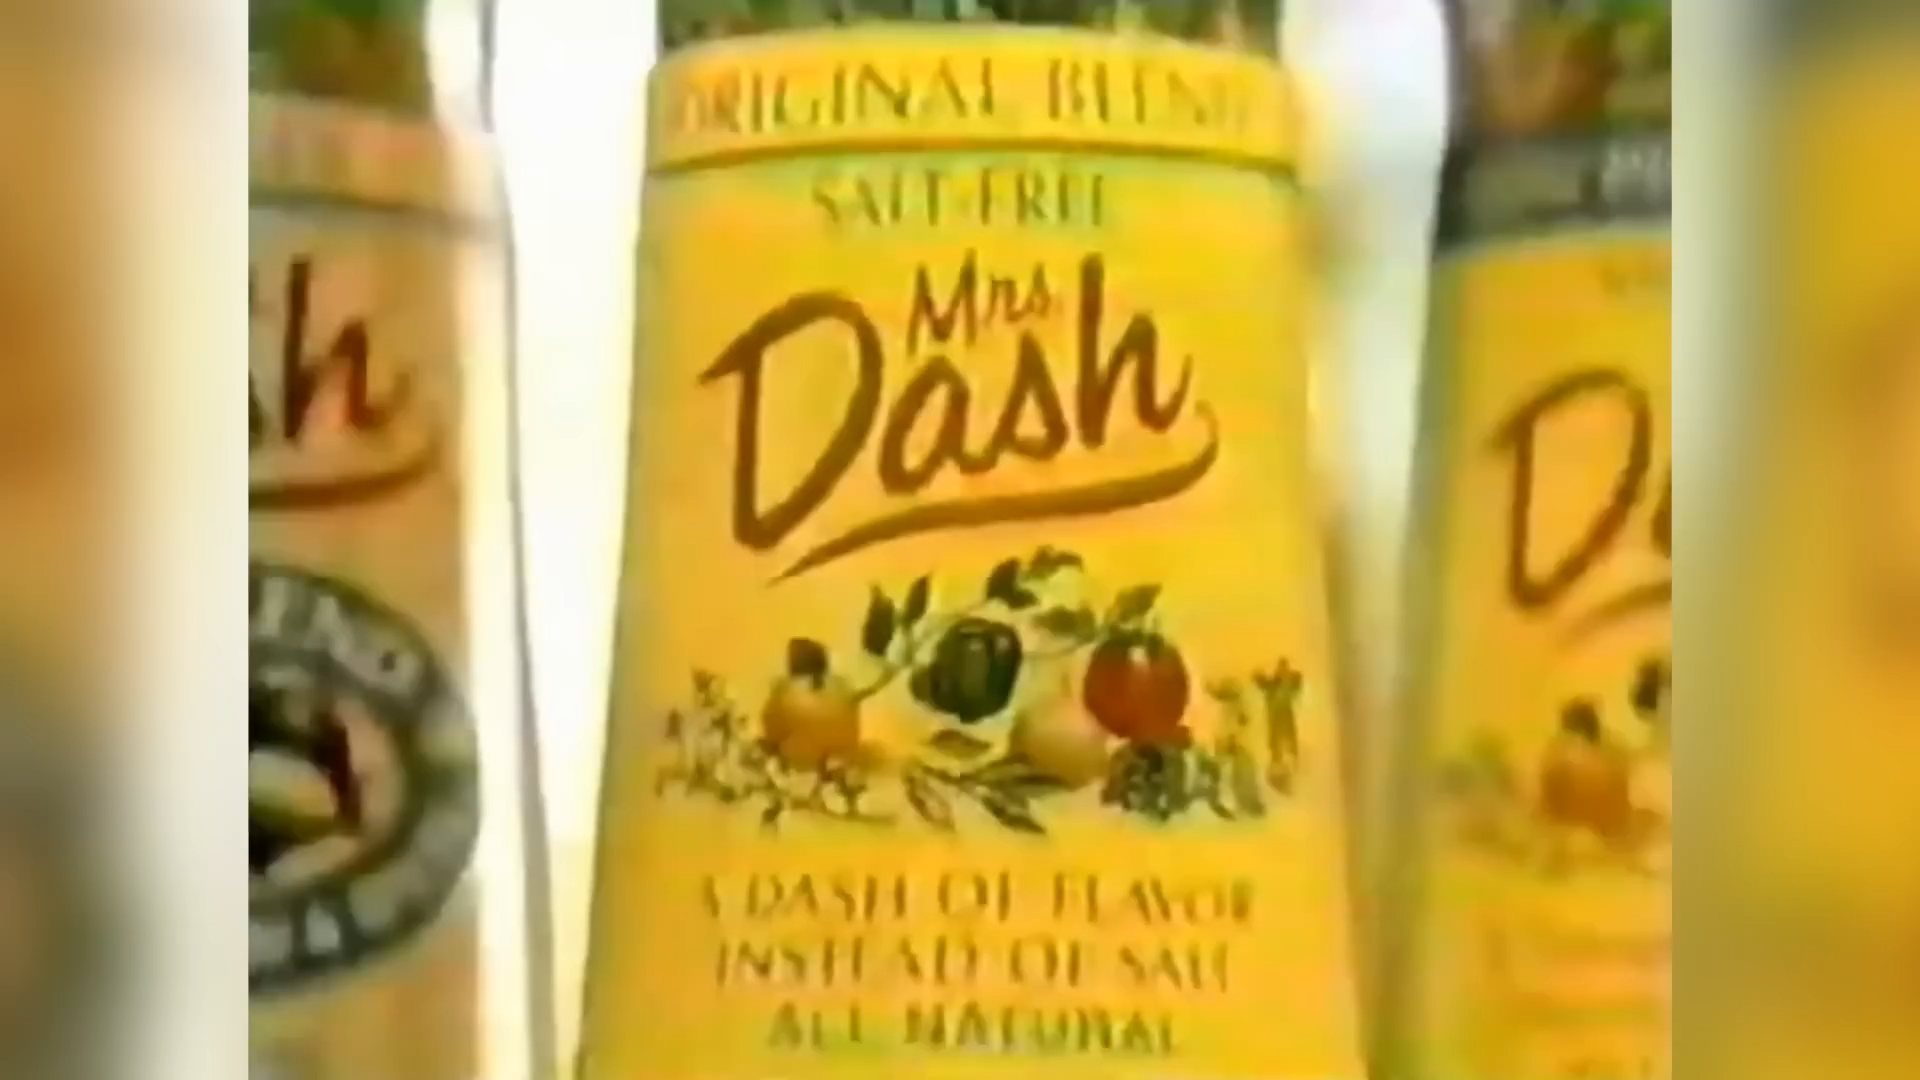 ORIGINAL BLEND
SALT-FREE
Mrs.
Dash
A DASH OF FLAVOR
INSTEAD OF SALT
ALL NATURAL